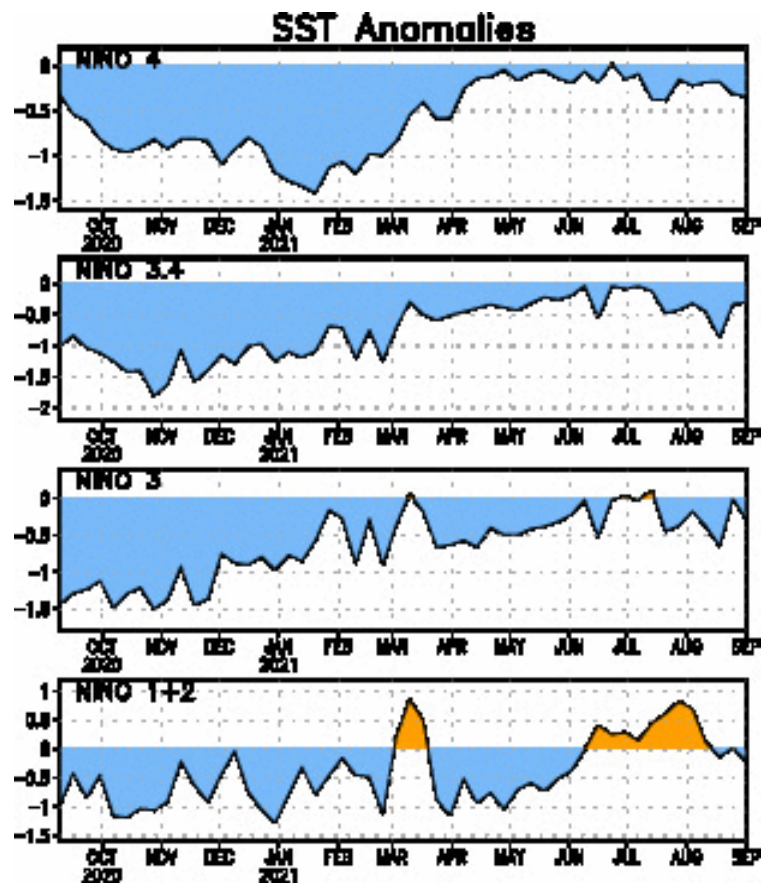 SST Anomalies
NINO 4
0
-0.5
-1
-1.5
OCT NOV DEC JAN FEB MAR APR MAY JUN JUL AUG SEP
2020 2021
NINO 3.4
0
-0.5
-1
-1.5
-2
OCT NOV DEC JAN FEB MAR APR MAY JUN JUL AUG SEP
2020 2021
NINO 3
0
-0.5
-1
-1.5
OCT NOV DEC JAN FEB MAR APR MAY JUN JUL AUG SEP
2020 2021
NINO 1+2
1
0.5
0
-0.5
-1
-1.5
OCT NOV DEC JAN FEB MAR APR MAY JUN JUL AUG SEP
2020 2021